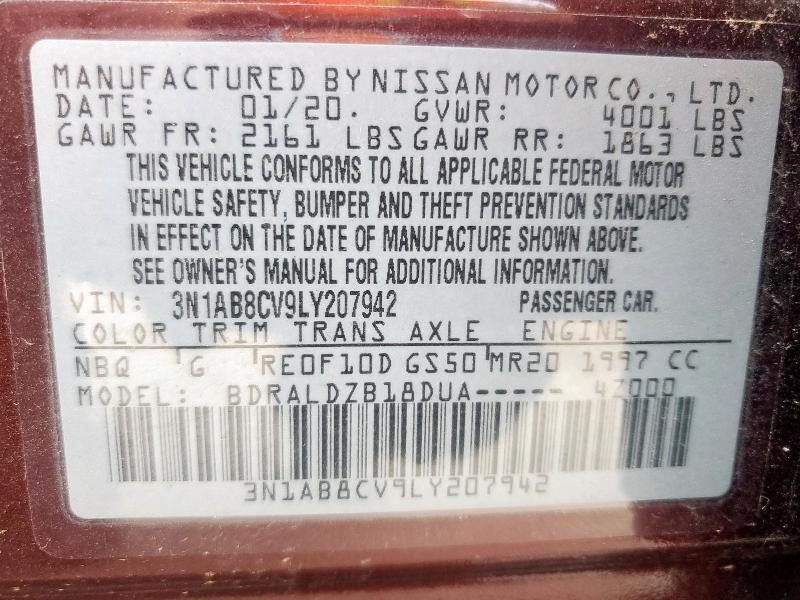 MANUFACTURED BY NISSAN MOTOR CO., LTD.
DATE: 01/20. GVWR: 4001 LBS
GAWR FR: 2161 LBS GAWR RR: 1863 LBS
THIS VEHICLE CONFORMS TO ALL APPLICABLE FEDERAL MOTOR
VEHICLE SAFETY, BUMPER AND THEFT PREVENTION STANDARDS
IN EFFECT ON THE DATE OF MANUFACTURE SHOWN ABOVE.
SEE OWNER'S MANUAL FOR ADDITIONAL INFORMATION.
VIN: 3N1AB8CV9LY207942 PASSENGER CAR.
COLOR TRIM TRANS AXLE ENGINE
NBQ G RE0F10D GS50 MR20 1997 CC
MODEL: BDRALDZB18DUA----- 4Z000
3N1AB8CV9LY207942